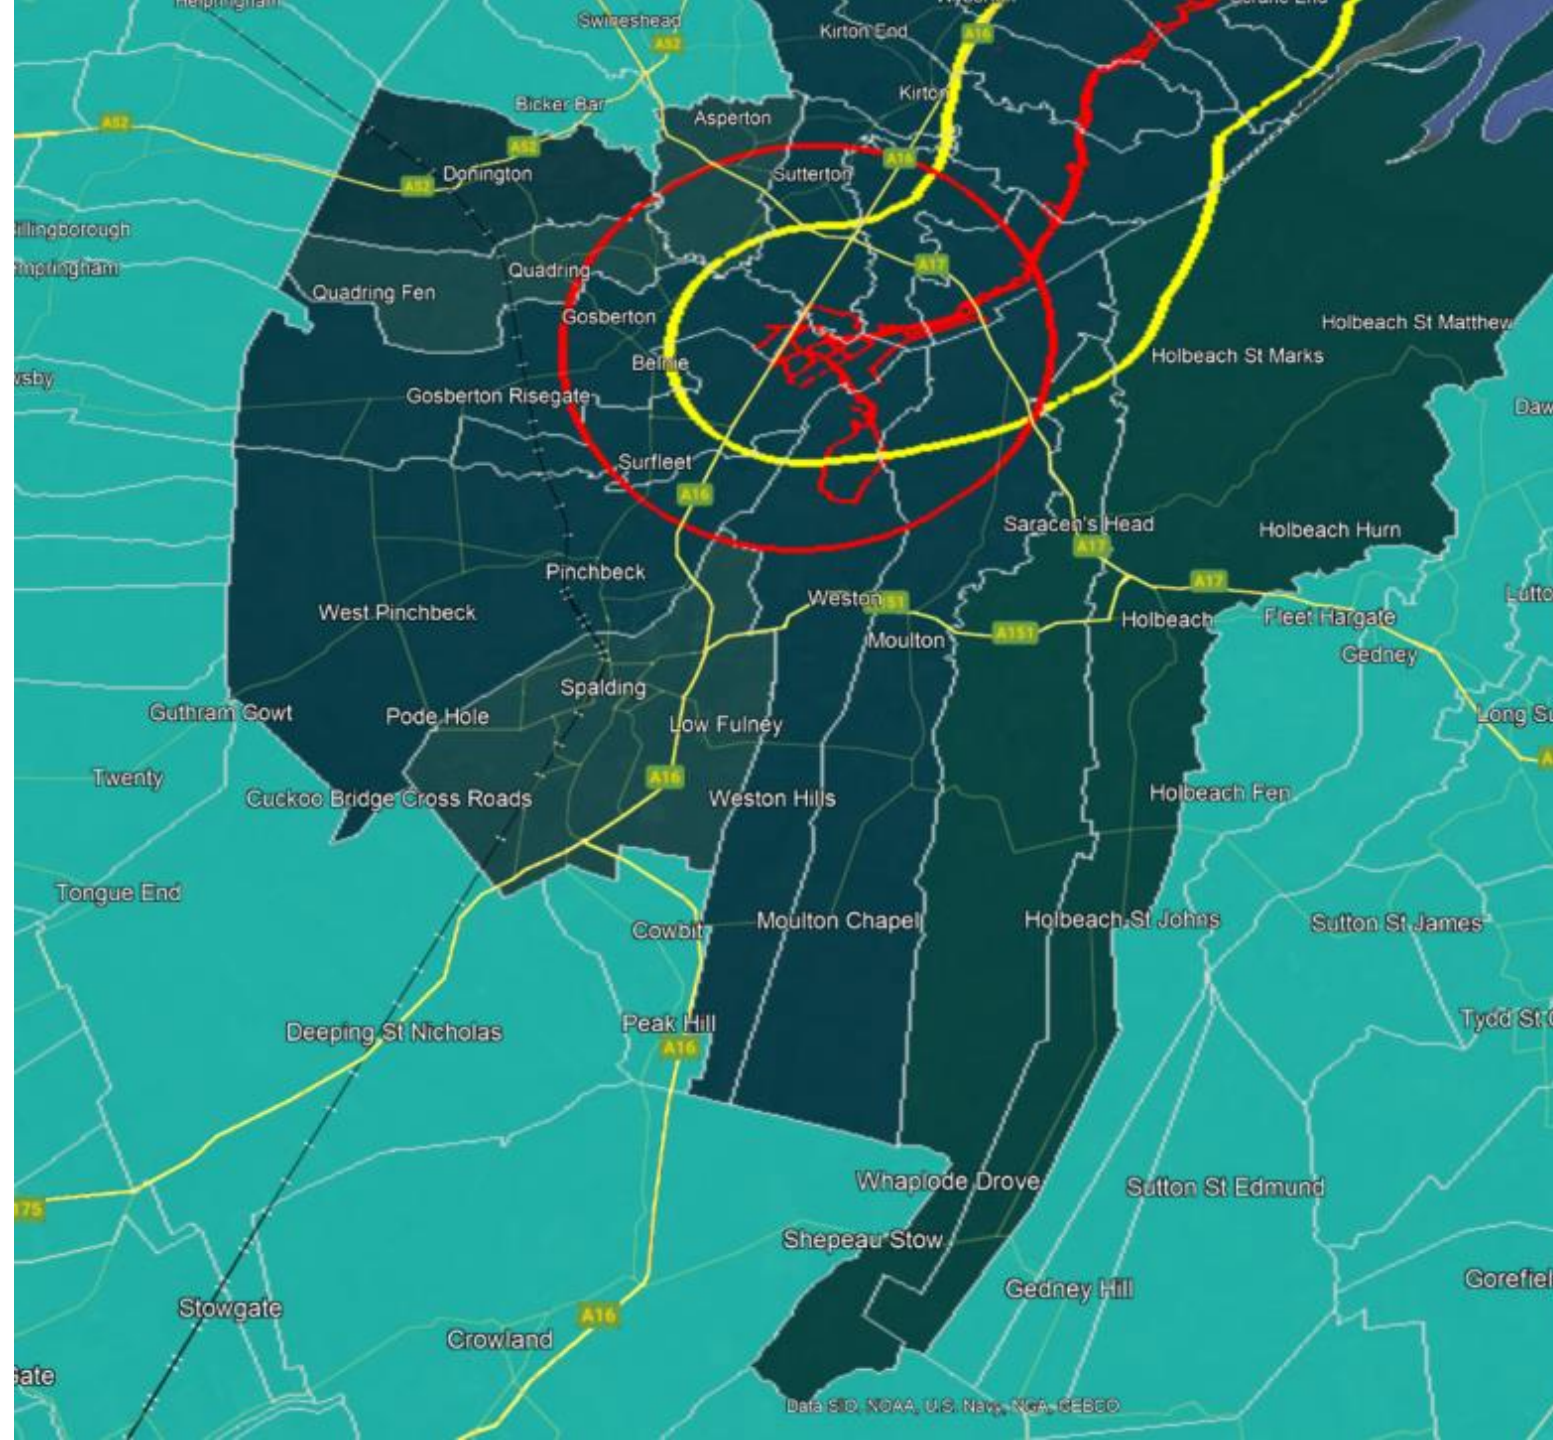 Swineshead
Kirton End
A16
A52
Kirton
Bicker Bar
Asperton
A52
A52
A16
Donington
Sutterton
A52
Quadring
A17
Quadring Fen
Gosberton
Holbeach St Matthew
Belnie
Holbeach St Marks
Gosberton Risegate
Surfleet
A16
Saracen's Head
Holbeach Hurn
A17
Pinchbeck
A17
West Pinchbeck
Weston
Fleet Hargate
Holbeach
A151
Moulton
Gedney
Spalding
Guthram Gowt
Pode Hole
Low Fulney
Twenty
A16
Cuckoo Bridge Cross Roads
Weston Hills
Holbeach Fen
Tongue End
Cowbit
Moulton Chapel
Holbeach St Johns
Sutton St James
Deeping St Nicholas
Peak Hill
A16
Whaplode Drove
Sutton St Edmund
Shepeau Stow
Gedney Hill
Stowgate
A16
Crowland
Data SIO, NOAA, U.S. Navy, NGA, GEBCO